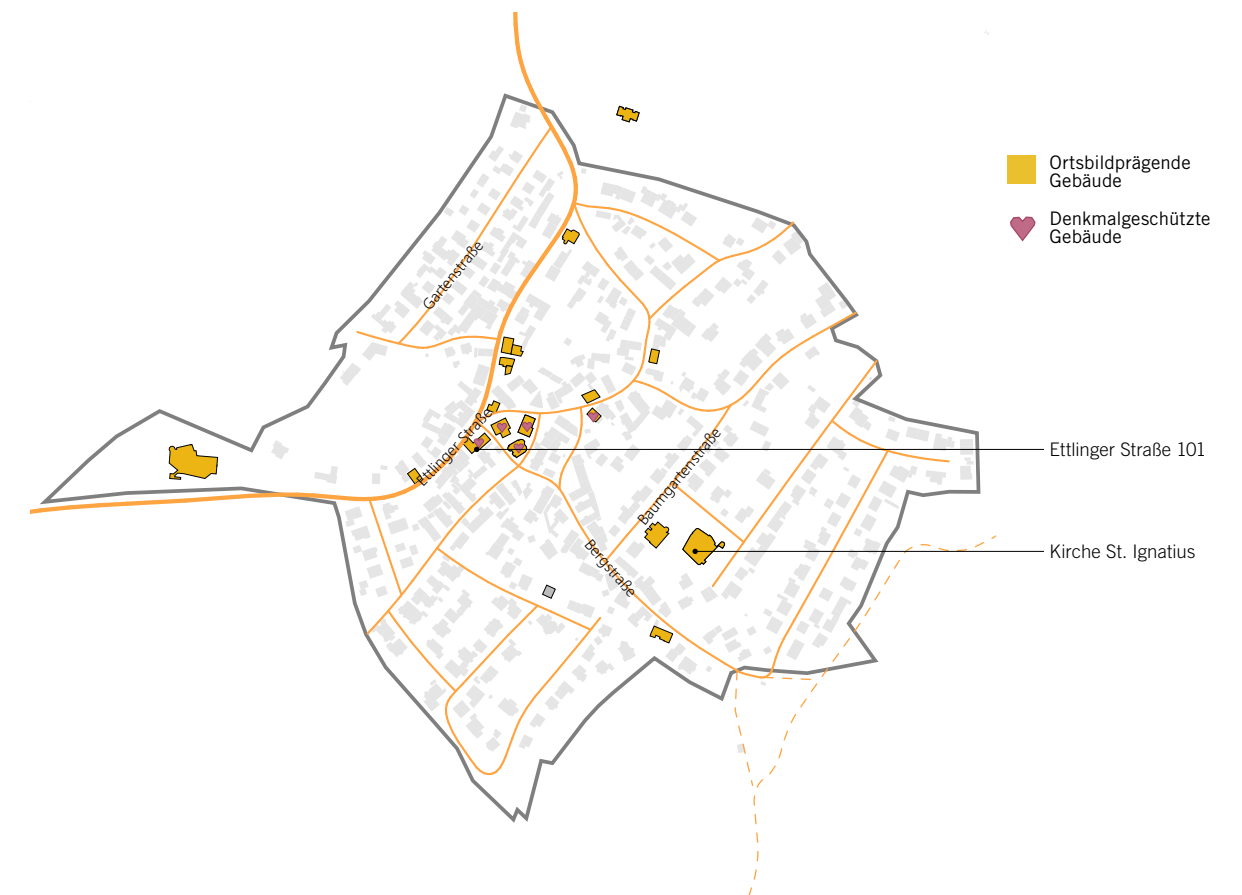 Ortsbildprägende
Gebäude
Denkmalgeschützte
Gebäude
Gartenstraße
Ettlinger Straße
Baumgartenstraße
Bergstraße
Ettlinger Straße 101
Kirche St. Ignatius